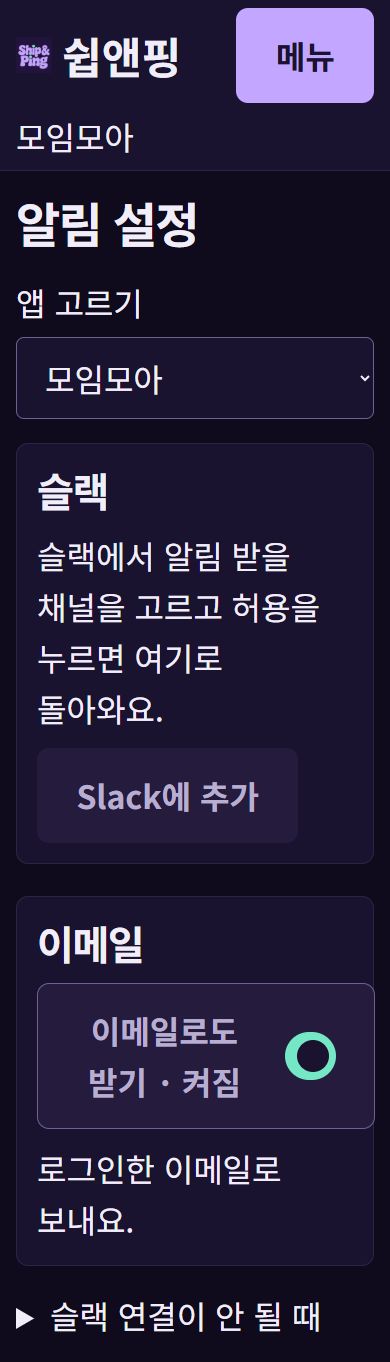 Ship&
Ping
쉽앤핑
메뉴
모임모아
알림 설정
앱 고르기
모임모아
슬랙
슬랙에서 알림 받을
채널을 고르고 허용을
누르면 여기로
돌아와요.
Slack에 추가
이메일
이메일로도
받기 · 켜짐
로그인한 이메일로
보내요.
▶ 슬랙 연결이 안 될 때